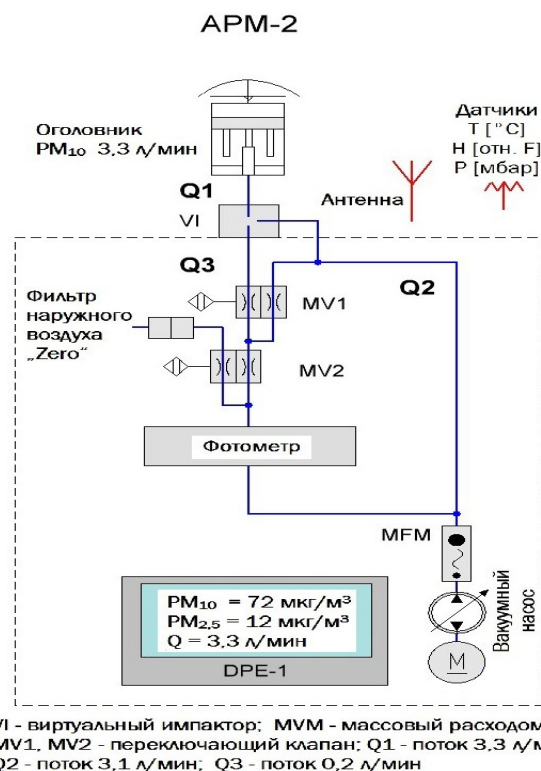 АРМ-2
Оголовник
PM₁₀ 3,3 л/мин
Датчики
T [°C]
H [отн. F]
P [мбар]
Антенна
Q1
VI
Q3
Q2
Фильтр
наружного
воздуха
„Zero“
MV1
MV2
Фотометр
MFM
Вакуумный
насос
M
PM₁₀ = 72 мкг/м³
PM₂,₅ = 12 мкг/м³
Q = 3,3 л/мин
DPE-1
VI - виртуальный импактор; MVM - массовый расходом
MV1, MV2 - переключающий клапан; Q1 - поток 3,3 л/м
Q2 - поток 3,1 л/мин; Q3 - поток 0,2 л/мин